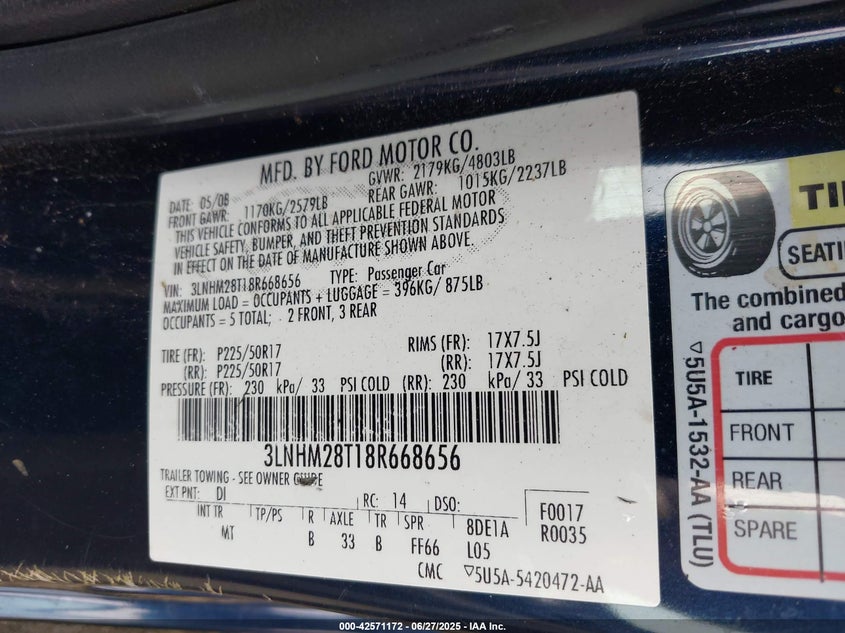 MFD. BY FORD MOTOR CO.
DATE: 05/08 GVWR: 2179KG/4803LB
FRONT GAWR: 1170KG/2579LB REAR GAWR: 1015KG/2237LB
THIS VEHICLE CONFORMS TO ALL APPLICABLE FEDERAL MOTOR
VEHICLE SAFETY, BUMPER, AND THEFT PREVENTION STANDARDS
IN EFFECT ON THE DATE OF MANUFACTURE SHOWN ABOVE.
VIN: 3LNHM28T18R668656 TYPE: Passenger Car
MAXIMUM LOAD = OCCUPANTS + LUGGAGE = 396KG/ 875LB
OCCUPANTS = 5 TOTAL; 2 FRONT, 3 REAR
TIRE (FR): P225/50R17 RIMS (FR): 17X7.5J
(RR): P225/50R17 (RR): 17X7.5J
PRESSURE (FR): 230 kPa/ 33 PSI COLD (RR): 230 kPa/ 33 PSI COLD
3LNHM28T18R668656
TRAILER TOWING - SEE OWNER GUIDE
EXT PNT: DI RC: 14 DSO: F0017
INT TR TP/PS R AXLE TR SPR 8DE1A R0035
MT B 33 B FF66 L05
CMC ▽5U5A-5420472-AA
TI
SEATI
The combined
and cargo
▽5U5A-1532-AA (TLU)
TIRE
FRONT
REAR
SPARE
000-42571172 06/27/2025 - IAA Inc.